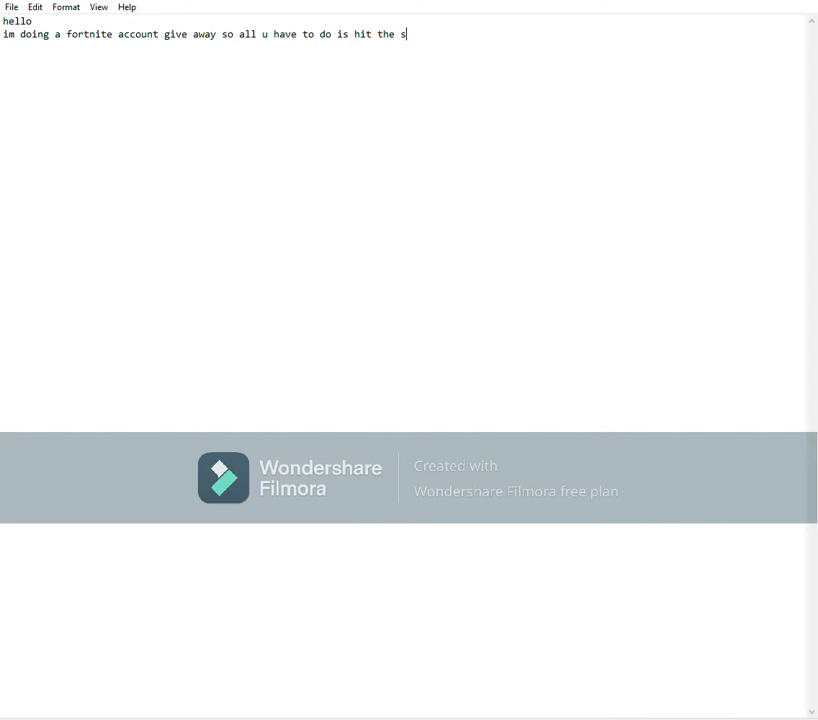 File Edit Format View Help
hello
im doing a fortnite account give away so all u have to do is hit the s
Wondershare
Filmora
Created with
Wondershare Filmora free plan